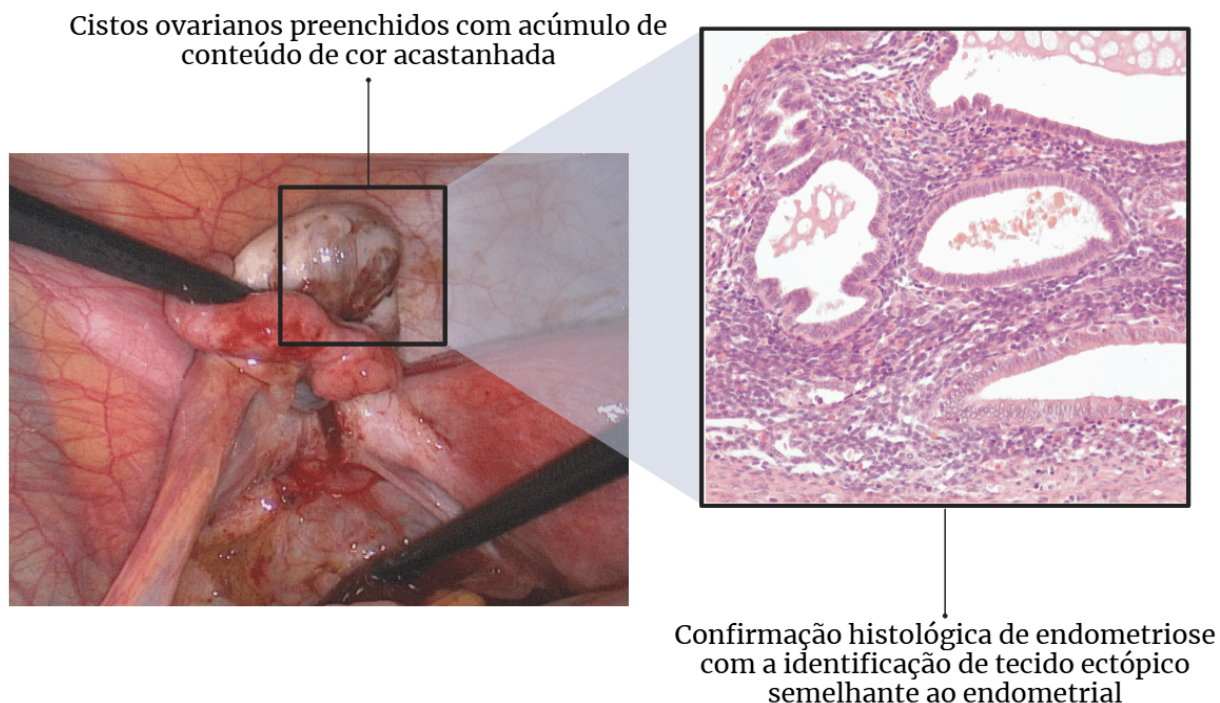 Cistos ovarianos preenchidos com acúmulo de
conteúdo de cor acastanhada
Confirmação histológica de endometriose
com a identificação de tecido ectópico
semelhante ao endometrial